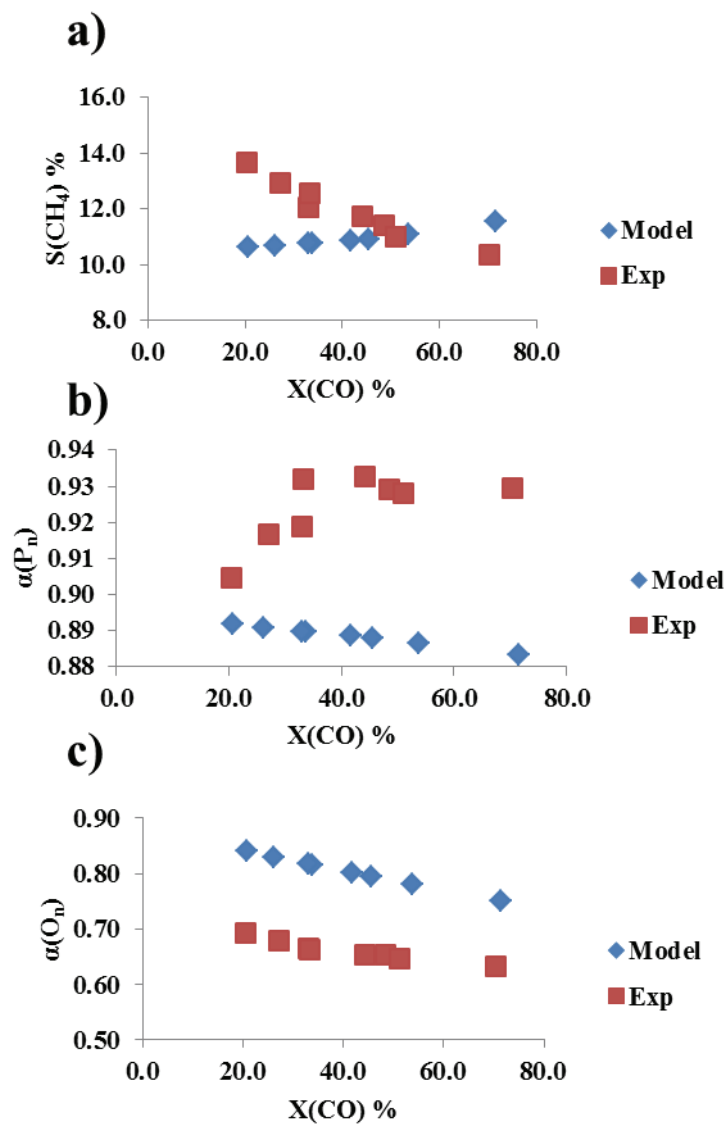 a)
16.0
14.0
12.0
10.0
8.0
S(CH₄) %
0.0 20.0 40.0 60.0 80.0
X(CO) %
Model
Exp
b)
0.94
0.93
0.92
0.91
0.90
0.89
0.88
α(Pₙ)
0.0 20.0 40.0 60.0 80.0
X(CO) %
Model
Exp
c)
0.90
0.80
0.70
0.60
0.50
α(Oₙ)
0.0 20.0 40.0 60.0 80.0
X(CO) %
Model
Exp